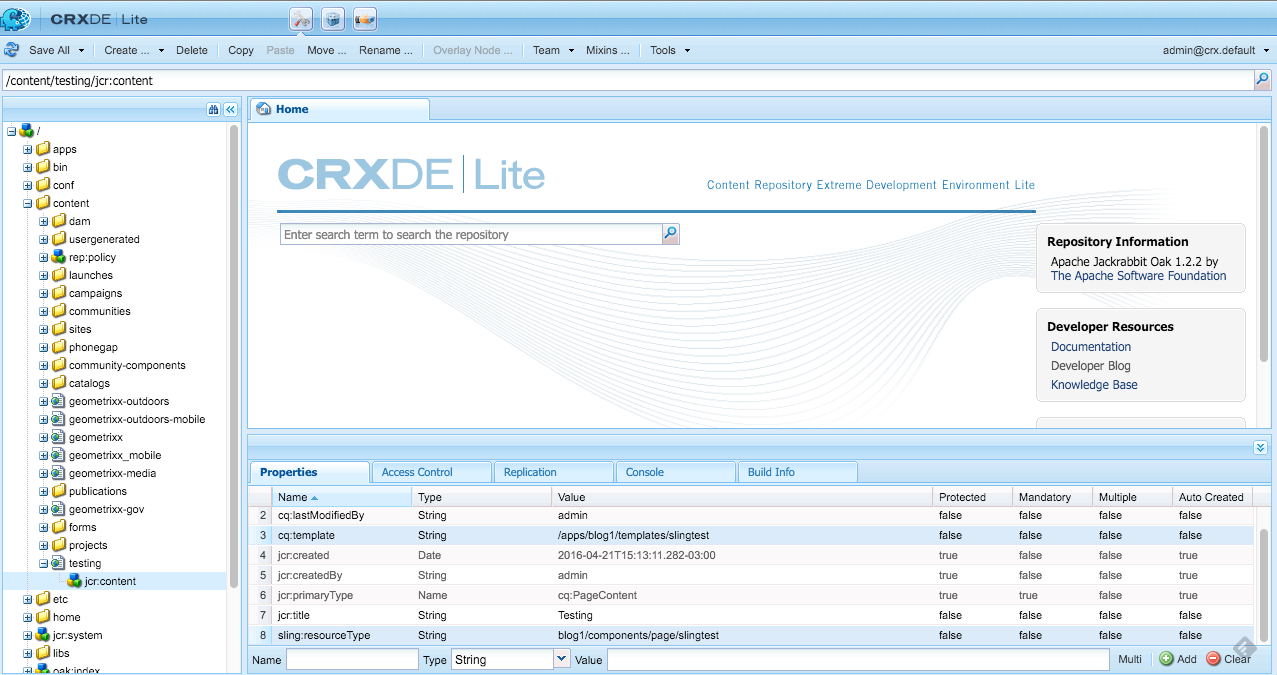 CRXDE | Lite
Save All Create ... Delete Copy Paste Move ... Rename ... Overlay Node ... Team Mixins ... Tools admin@crx.default
/content/testing/jcr:content
Home
/
apps
bin
conf
content
dam
usergenerated
rep:policy
launches
campaigns
communities
sites
phonegap
community-components
catalogs
geometrixx-outdoors
geometrixx-outdoors-mobile
geometrixx
geometrixx_mobile
geometrixx-media
publications
geometrixx-gov
forms
projects
testing
jcr:content
etc
home
jcr:system
libs
oak:index
CRXDE | Lite
Content Repository Extreme Development Environment Lite
Enter search term to search the repository
Repository Information
Apache Jackrabbit Oak 1.2.2 by
The Apache Software Foundation
Developer Resources
Documentation
Developer Blog
Knowledge Base
Properties Access Control Replication Console Build Info
Name Type Value Protected Mandatory Multiple Auto Created
2 cq:lastModifiedBy String admin false false false false
3 cq:template String /apps/blog1/templates/slingtest false false false false
4 jcr:created Date 2016-04-21T15:13:11.282-03:00 true false false true
5 jcr:createdBy String admin true false false true
6 jcr:primaryType Name cq:PageContent true true false true
7 jcr:title String Testing false false false false
8 sling:resourceType String blog1/components/page/slingtest false false false false
Name Type String Value Multi Add Clear